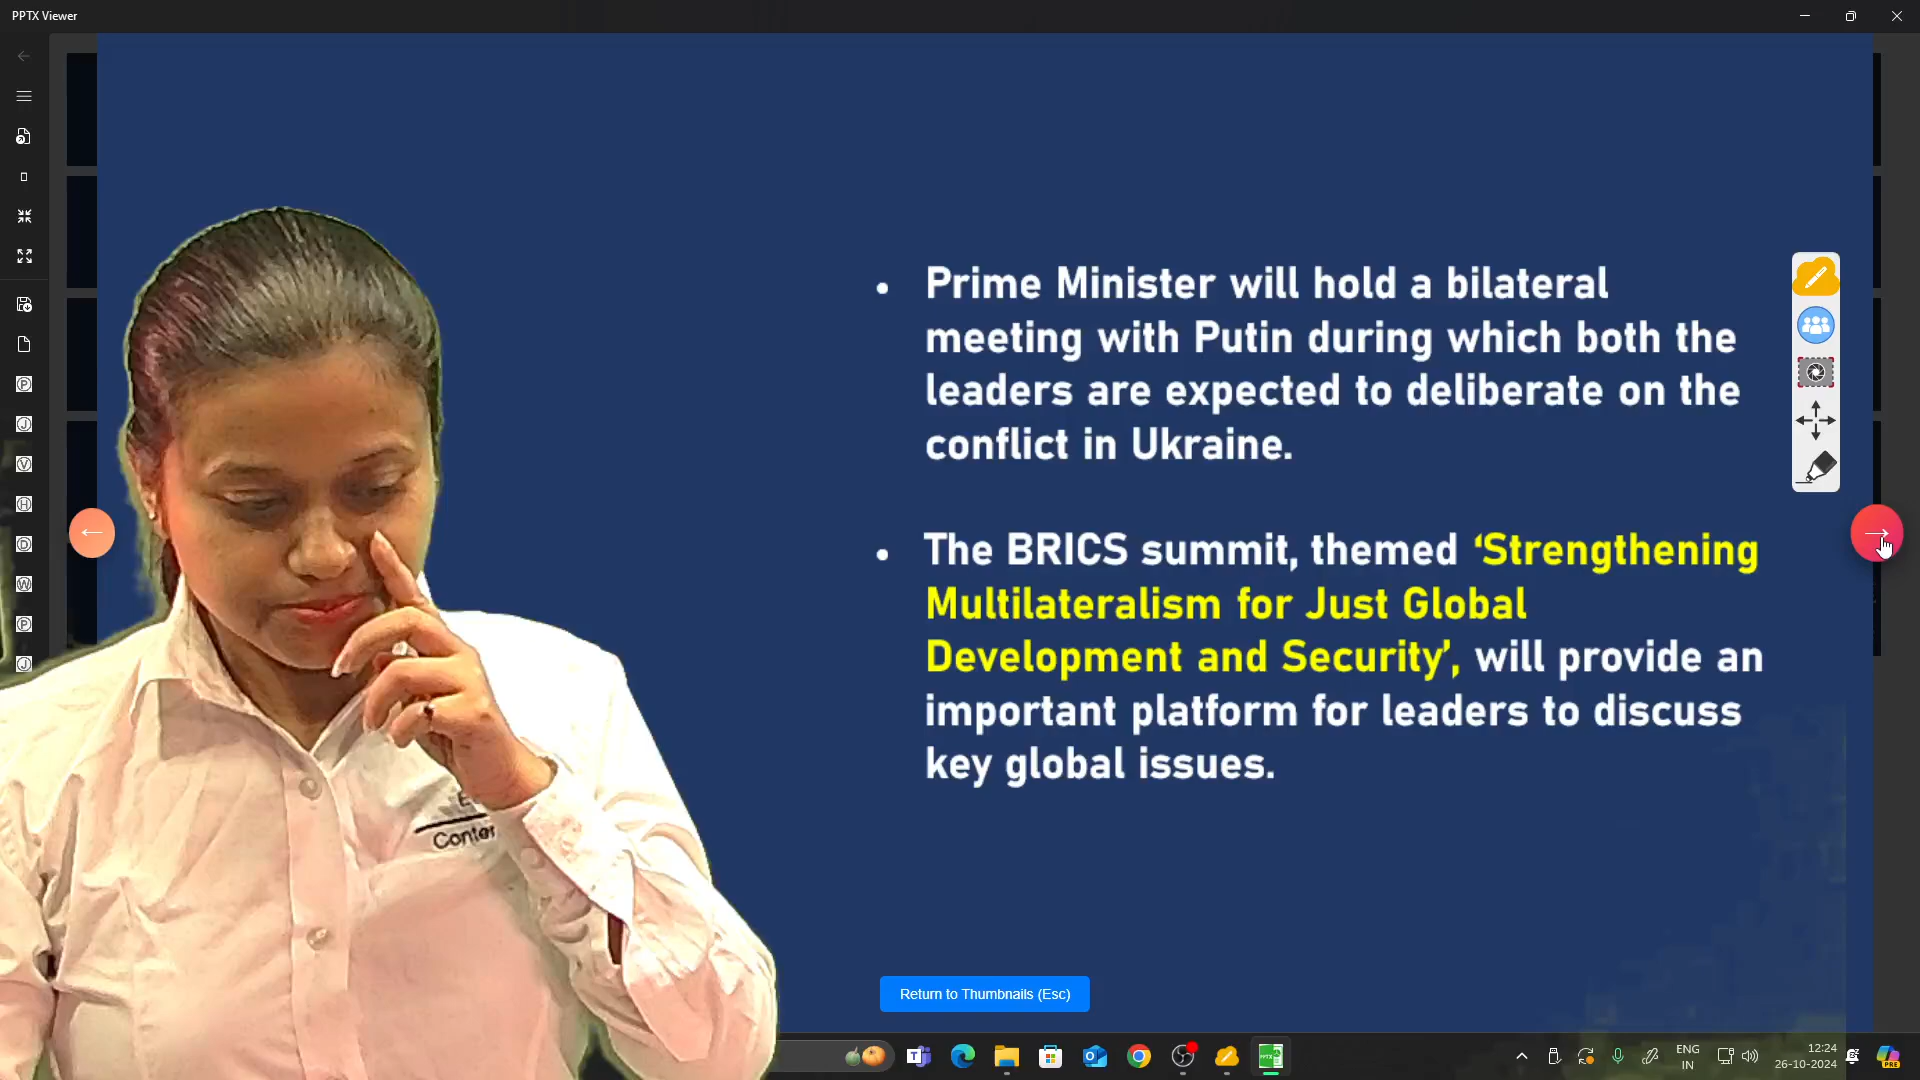 PPTX Viewer
Prime Minister will hold a bilateral
meeting with Putin during which both the
leaders are expected to deliberate on the
conflict in Ukraine.
The BRICS summit, themed ‘Strengthening
Multilateralism for Just Global
Development and Security’, will provide an
important platform for leaders to discuss
key global issues.
Conter
Return to Thumbnails (Esc)
ENG
IN
12:24
26-10-2024